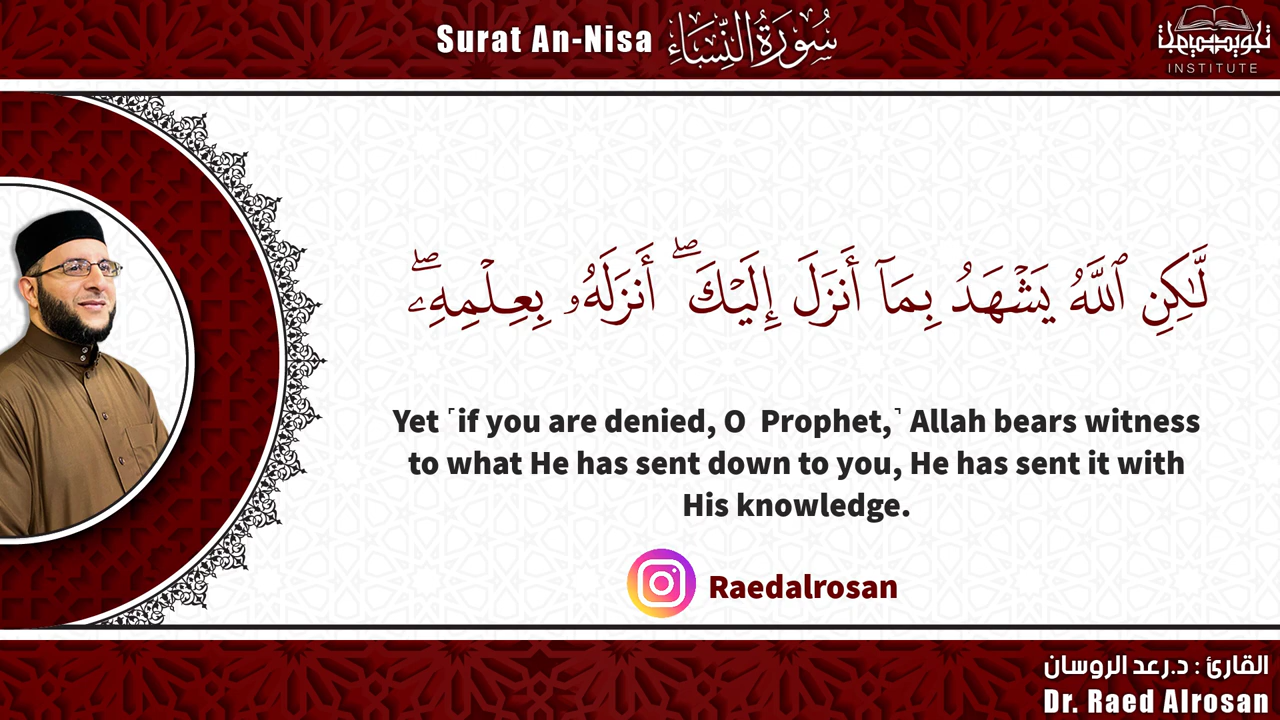 Surat An-Nisa سُورَةُ النِّسَاءِ
INSTITUTE
لَّٰكِنِ ٱللَّهُ يَشْهَدُ بِمَآ أَنزَلَ إِلَيْكَ ۖ أَنزَلَهُۥ بِعِلْمِهِۦ ۖ
Yet ˹if you are denied, O Prophet,˺ Allah bears witness
to what He has sent down to you, He has sent it with
His knowledge.
Raedalrosan
القارئ : د.رعد الروسان
Dr. Raed Alrosan